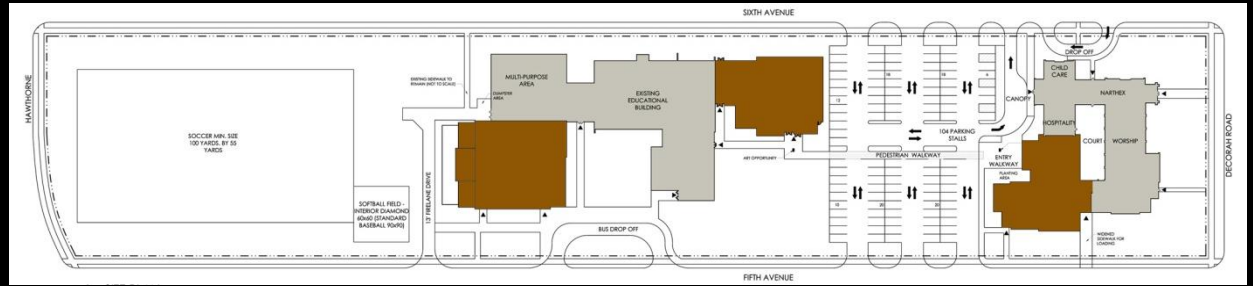 SIXTH AVENUE
HAWTHORNE
SOCCER MIN. SIZE
100 YARDS. BY 55
YARDS
SOFTBALL FIELD -
INTERIOR DIAMOND
60x60 (STANDARD
BASEBALL 90x90)
EXISTING SIDEWALK TO
REMAIN (NOT TO SCALE)
DUMPSTER
AREA
13' FIRELANE DRIVE
MULTI-PURPOSE
AREA
EXISTING
EDUCATIONAL
BUILDING
ART OPPORTUNITY
BUS DROP OFF
104 PARKING
STALLS
PEDESTRIAN WALKWAY
CANOPY
DROP OFF
CHILD
CARE
NARTHEX
HOSPITALITY
COURT
WORSHIP
ENTRY
WALKWAY
PLANTING
AREA
WIDENED
SIDEWALK FOR
LOADING
DECORAH ROAD
FIFTH AVENUE